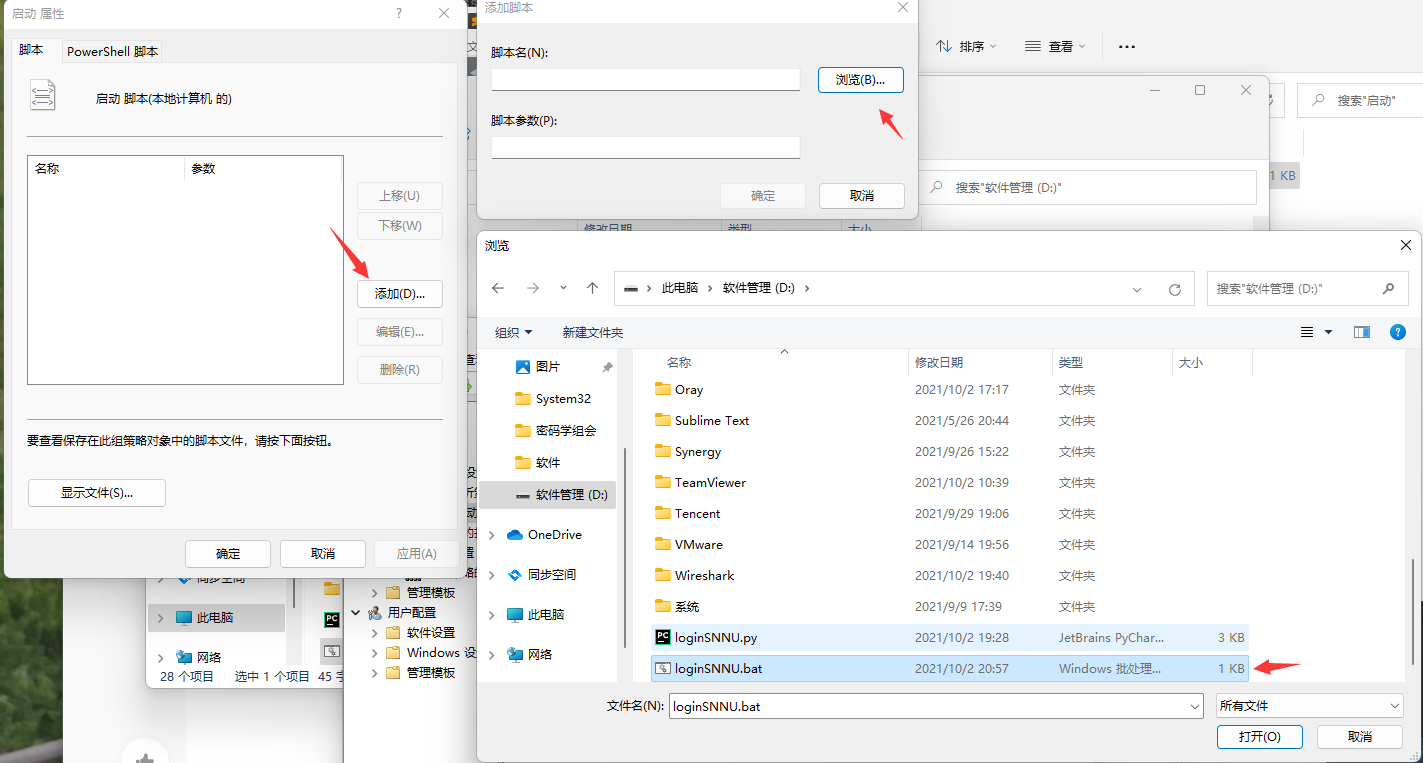 启动 属性
?
脚本
PowerShell 脚本
启动 脚本(本地计算机 的)
名称
参数
上移(U)
下移(W)
添加(D)...
编辑(E)...
删除(R)
要查看保存在此组策略对象中的脚本文件，请按下面按钮。
显示文件(S)...
确定
取消
应用(A)
添加脚本
脚本名(N):
浏览(B)...
脚本参数(P):
确定
取消
排序
查看
搜索"启动"
1 KB
搜索"软件管理 (D:)"
修改日期
类型
大小
浏览
此电脑
软件管理 (D:)
搜索"软件管理 (D:)"
组织
新建文件夹
?
图片
System32
密码学组会
软件
软件管理 (D:)
OneDrive
同步空间
此电脑
网络
名称
修改日期
类型
大小
Oray 2021/10/2 17:17 文件夹
Sublime Text 2021/5/26 20:44 文件夹
Synergy 2021/9/26 15:22 文件夹
TeamViewer 2021/10/2 10:39 文件夹
Tencent 2021/9/29 19:06 文件夹
VMware 2021/9/14 19:56 文件夹
Wireshark 2021/10/2 19:40 文件夹
系统 2021/9/9 17:39 文件夹
loginSNNU.py 2021/10/2 19:28 JetBrains PyChar... 3 KB
loginSNNU.bat 2021/10/2 20:57 Windows 批处理... 1 KB
文件名(N):
loginSNNU.bat
所有文件
打开(O)
取消
同步空间
此电脑
网络
28 个项目
选中 1 个项目
45 字
管理模板
用户配置
软件设置
Windows 设
管理模板